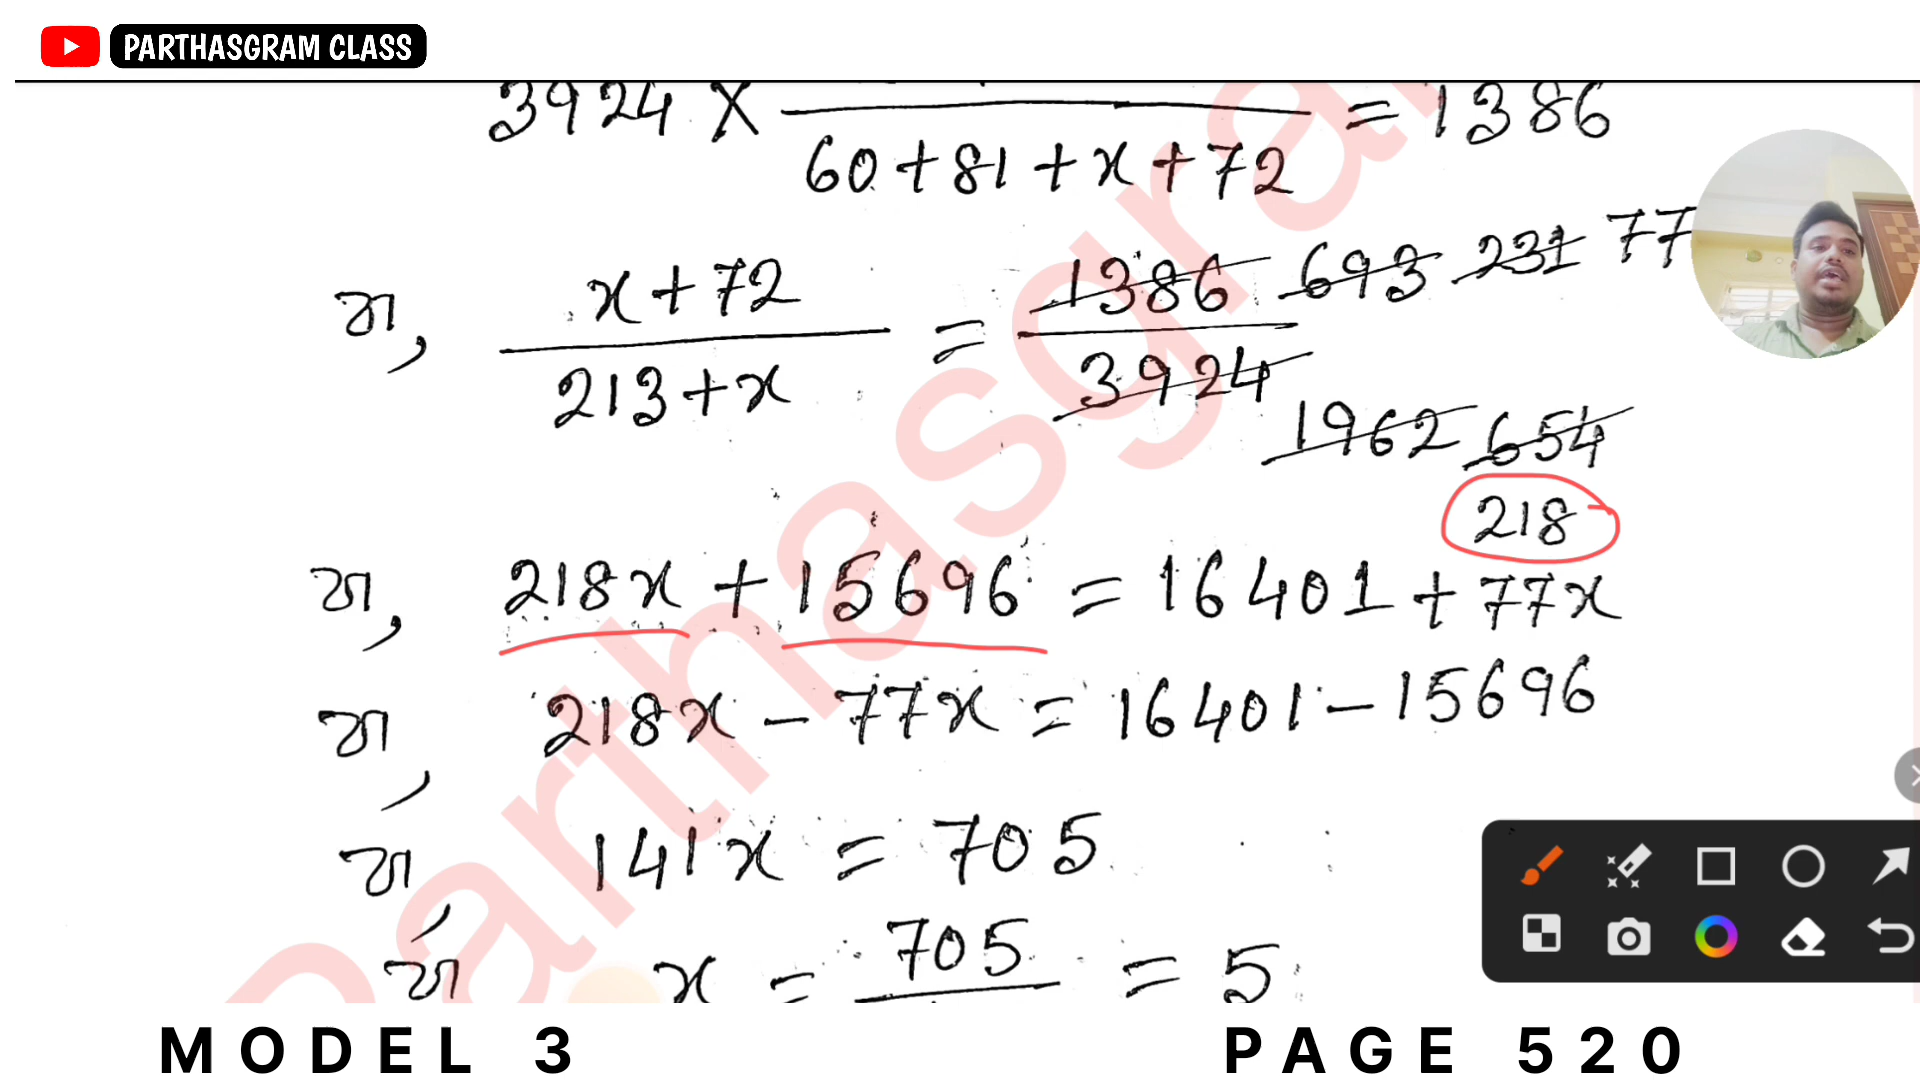 PARTHASGRAM CLASS
3924 × ――― = 1386
60+81+x+72
বা, x+72 / 213+x = 1386 / 3924 693 231 77
1962 654
218
বা, 218x + 15696 = 16401 + 77x
বা, 218x - 77x = 16401 - 15696
বা, 141x = 705
বা, x = 705 = 5
Parthasgra
MODEL 3 PAGE 520